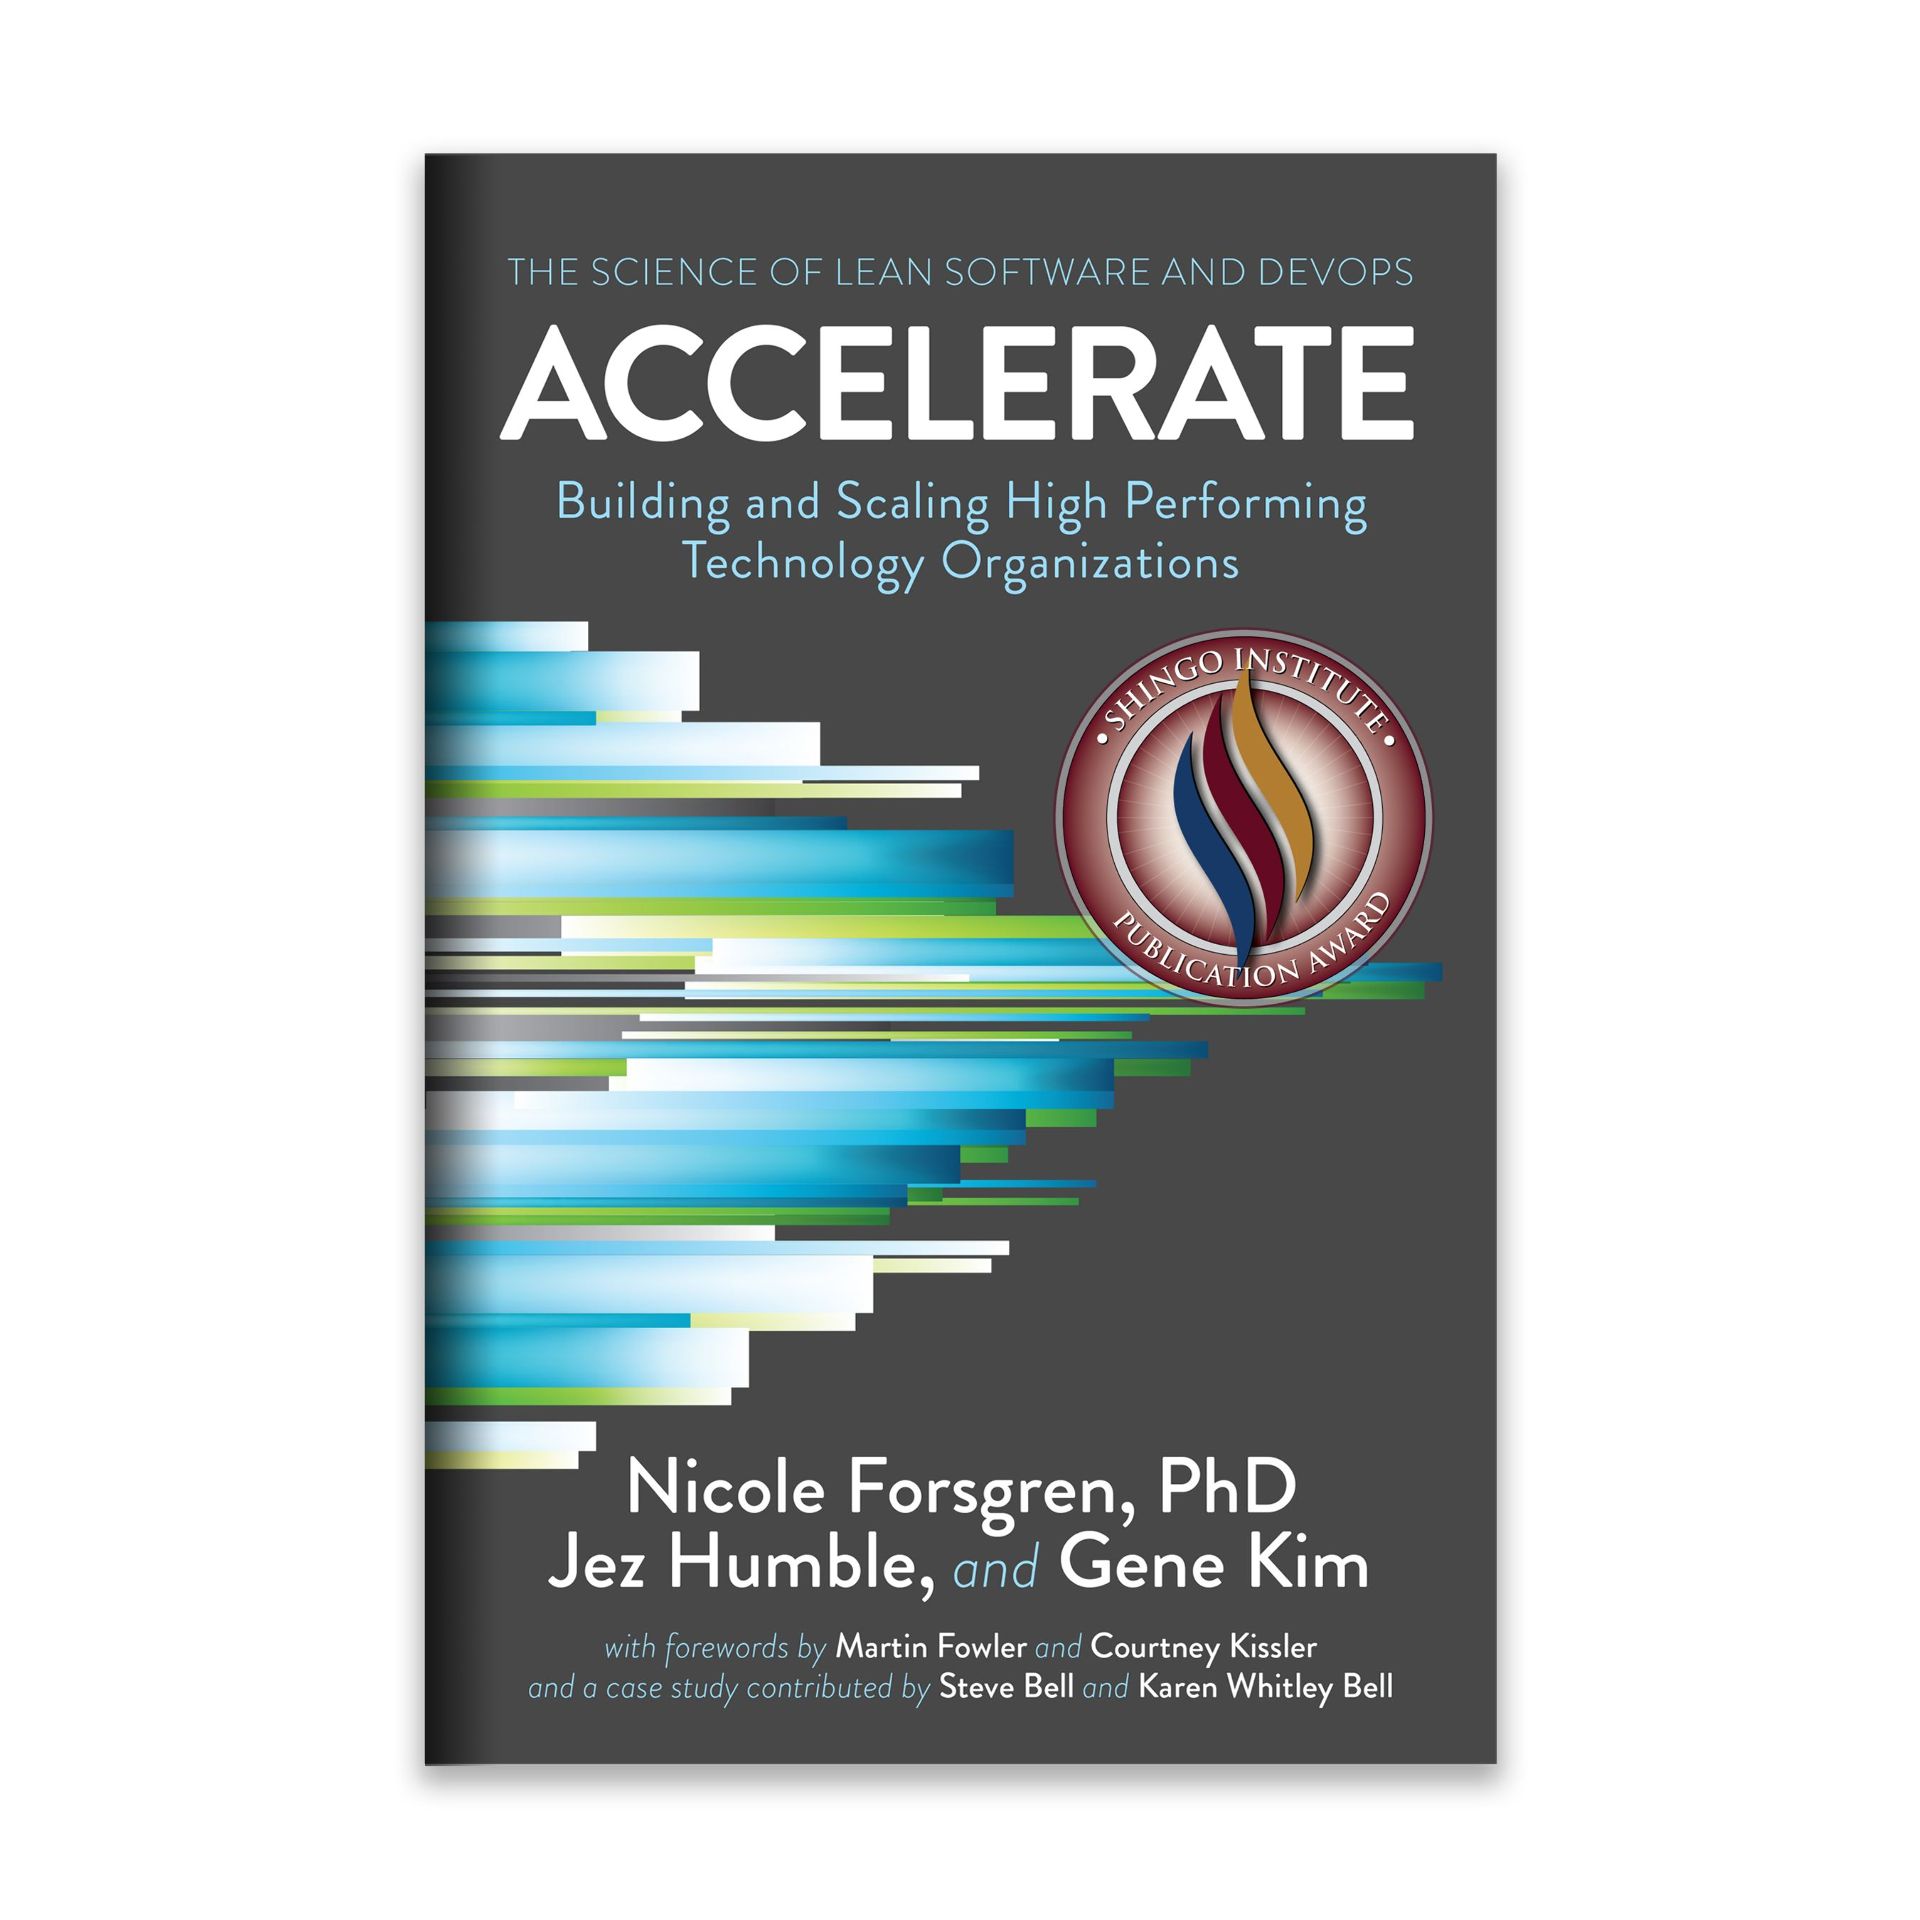 THE SCIENCE OF LEAN SOFTWARE AND DEVOPS
ACCELERATE
Building and Scaling High Performing
Technology Organizations
SHINGO INSTITUTE
PUBLICATION AWARD
Nicole Forsgren, PhD
Jez Humble, and Gene Kim
with forewords by Martin Fowler and Courtney Kissler
and a case study contributed by Steve Bell and Karen Whitley Bell